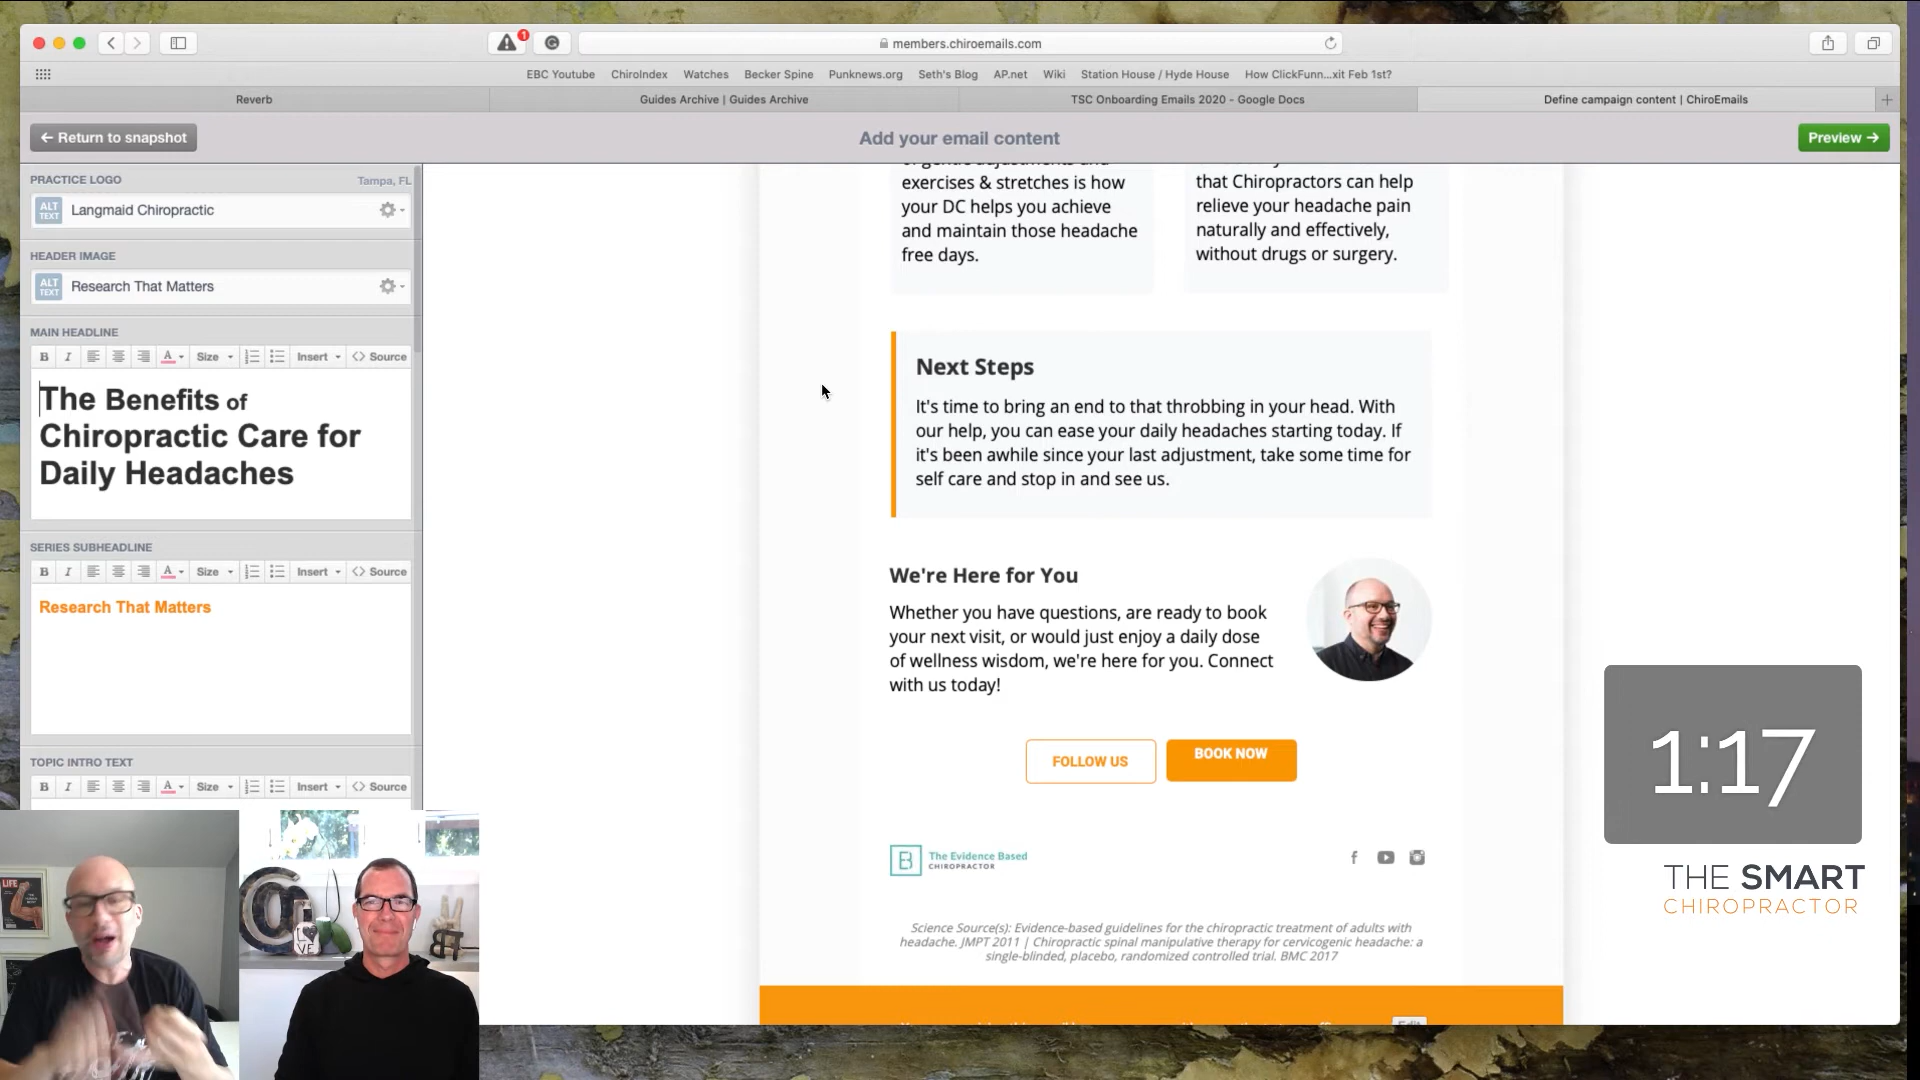 members.chiroemails.com
1
EBC Youtube ChiroIndex Watches Becker Spine Punknews.org Seth's Blog AP.net Wiki Station House / Hyde House How ClickFunn...xit Feb 1st?
Reverb
Guides Archive | Guides Archive
TSC Onboarding Emails 2020 - Google Docs
Define campaign content | ChiroEmails
← Return to snapshot
Add your email content
Preview →
PRACTICE LOGO
Tampa, FL
ALT TEXT
Langmaid Chiropractic
HEADER IMAGE
ALT TEXT
Research That Matters
MAIN HEADLINE
B I A Size Insert <> Source
The Benefits of
Chiropractic Care for
Daily Headaches
SERIES SUBHEADLINE
B I A Size Insert <> Source
Research That Matters
TOPIC INTRO TEXT
B I A Size Insert <> Source
exercises & stretches is how
your DC helps you achieve
and maintain those headache
free days.
that Chiropractors can help
relieve your headache pain
naturally and effectively,
without drugs or surgery.
Next Steps
It's time to bring an end to that throbbing in your head. With
our help, you can ease your daily headaches starting today. If
it's been awhile since your last adjustment, take some time for
self care and stop in and see us.
We're Here for You
Whether you have questions, are ready to book
your next visit, or would just enjoy a daily dose
of wellness wisdom, we're here for you. Connect
with us today!
FOLLOW US
BOOK NOW
The Evidence Based
CHIROPRACTOR
Science Source(s): Evidence-based guidelines for the chiropractic treatment of adults with
headache. JMPT 2011 | Chiropractic spinal manipulative therapy for cervicogenic headache: a
single-blinded, placebo, randomized controlled trial. BMC 2017
1:17
THE SMART
CHIROPRACTOR
LIFE
LOVE